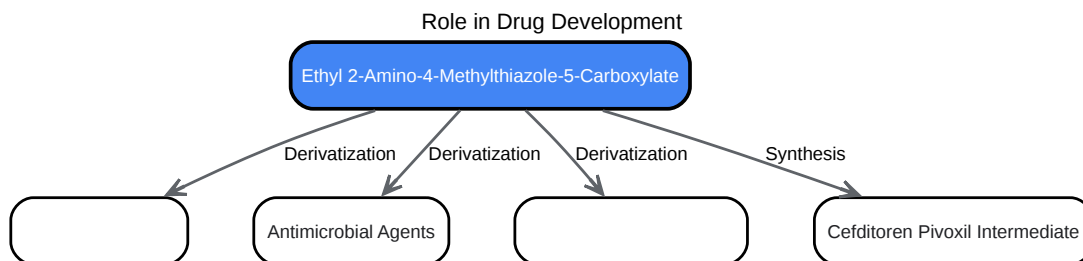 Role in Drug Development
Ethyl 2-Amino-4-Methylthiazole-5-Carboxylate
Derivatization
Derivatization
Derivatization
Synthesis
Antimicrobial Agents
Cefditoren Pivoxil Intermediate